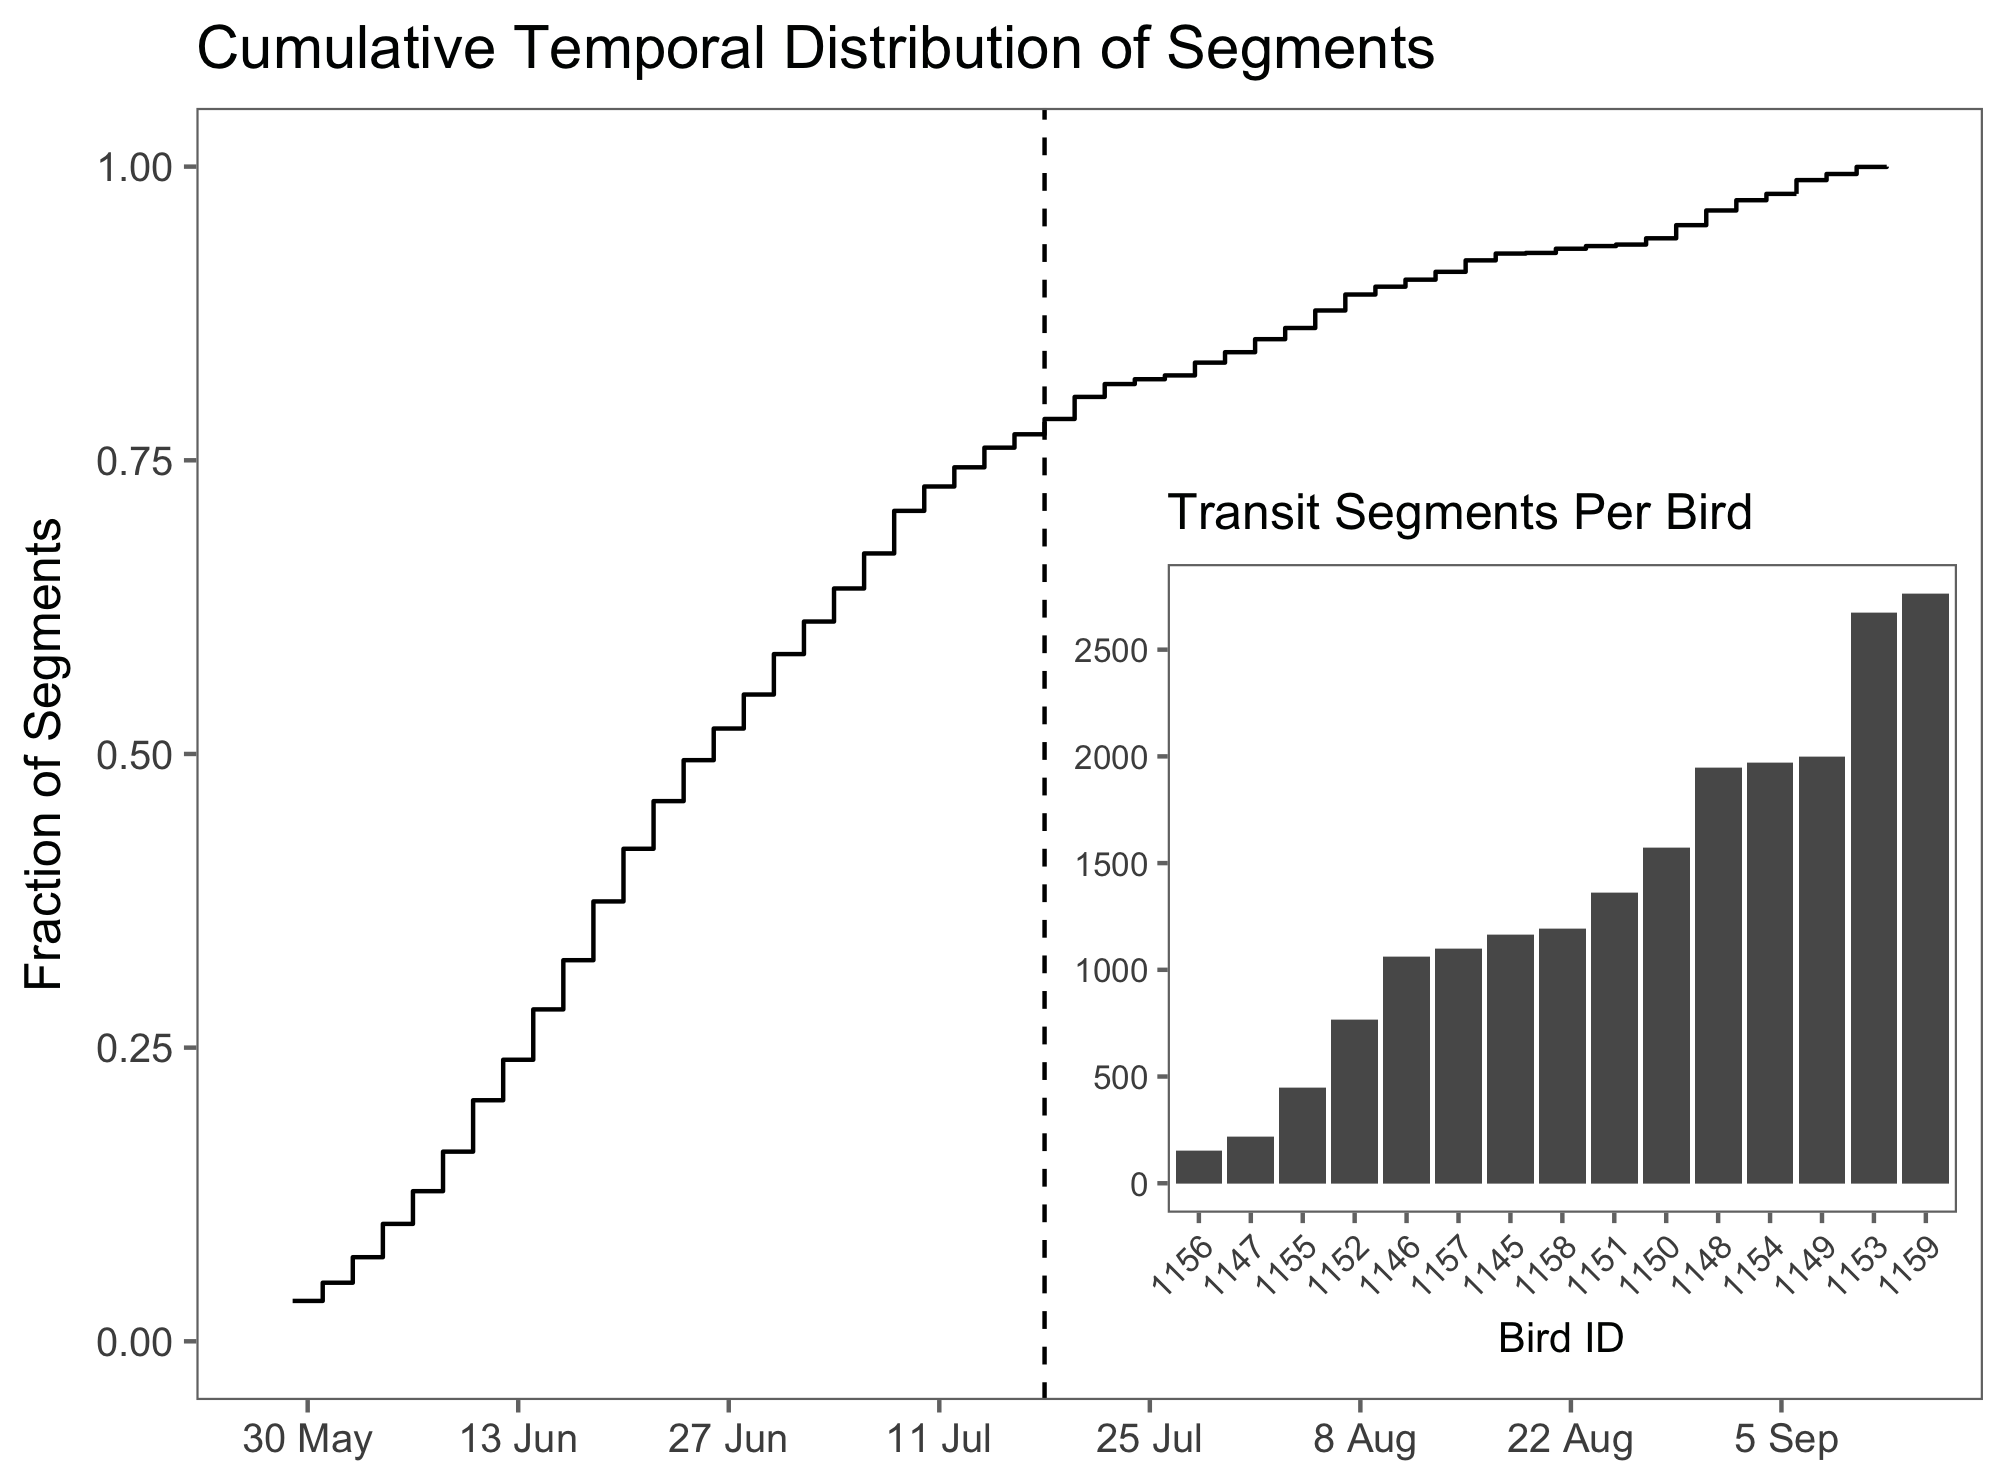 Cumulative Temporal Distribution of Segments
Fraction of Segments
1.00
0.75
0.50
0.25
0.00
30 May 13 Jun 27 Jun 11 Jul 25 Jul 8 Aug 22 Aug 5 Sep
Transit Segments Per Bird
2500
2000
1500
1000
500
0
1156 1147 1155 1152 1146 1157 1145 1158 1151 1150 1148 1154 1149 1153 1159
Bird ID